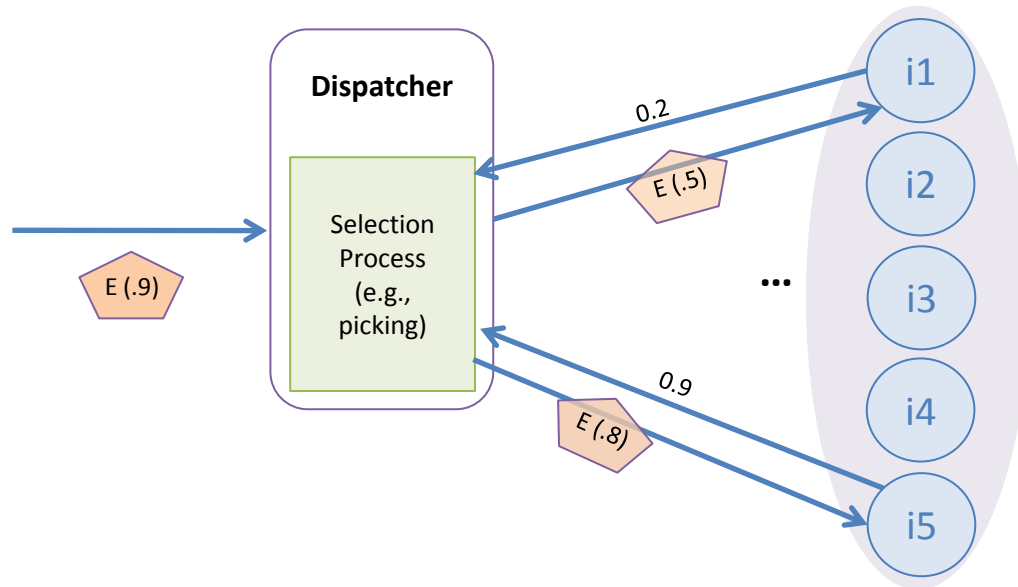 Dispatcher
Selection
Process
(e.g.,
picking)
E (.9)
0.2
E (.5)
...
0.9
E (.8)
i1
i2
i3
i4
i5